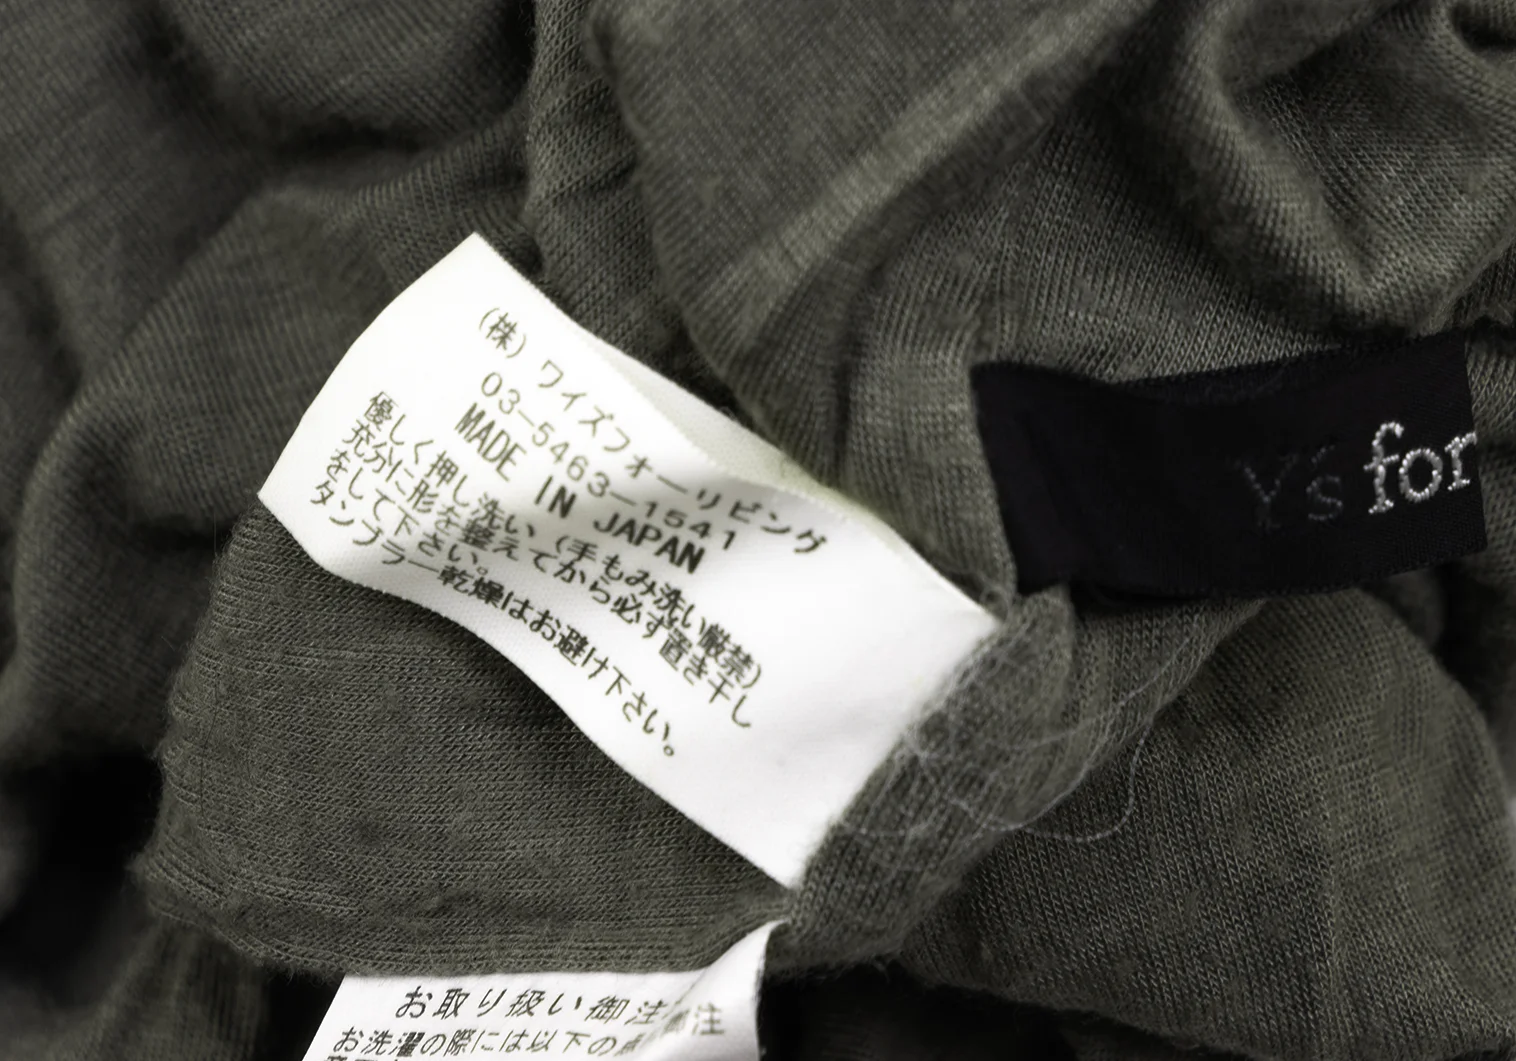 (株) ワイズフォーリビング
03-5463-1541
MADE IN JAPAN
優しく押し洗い (手もみ洗い厳禁)
充分に形を整えてから必ず置き干し
をして下さい。
タンブラー乾燥はお避け下さい。
Y's for
お取り扱い御注
お洗濯の際には以下の点